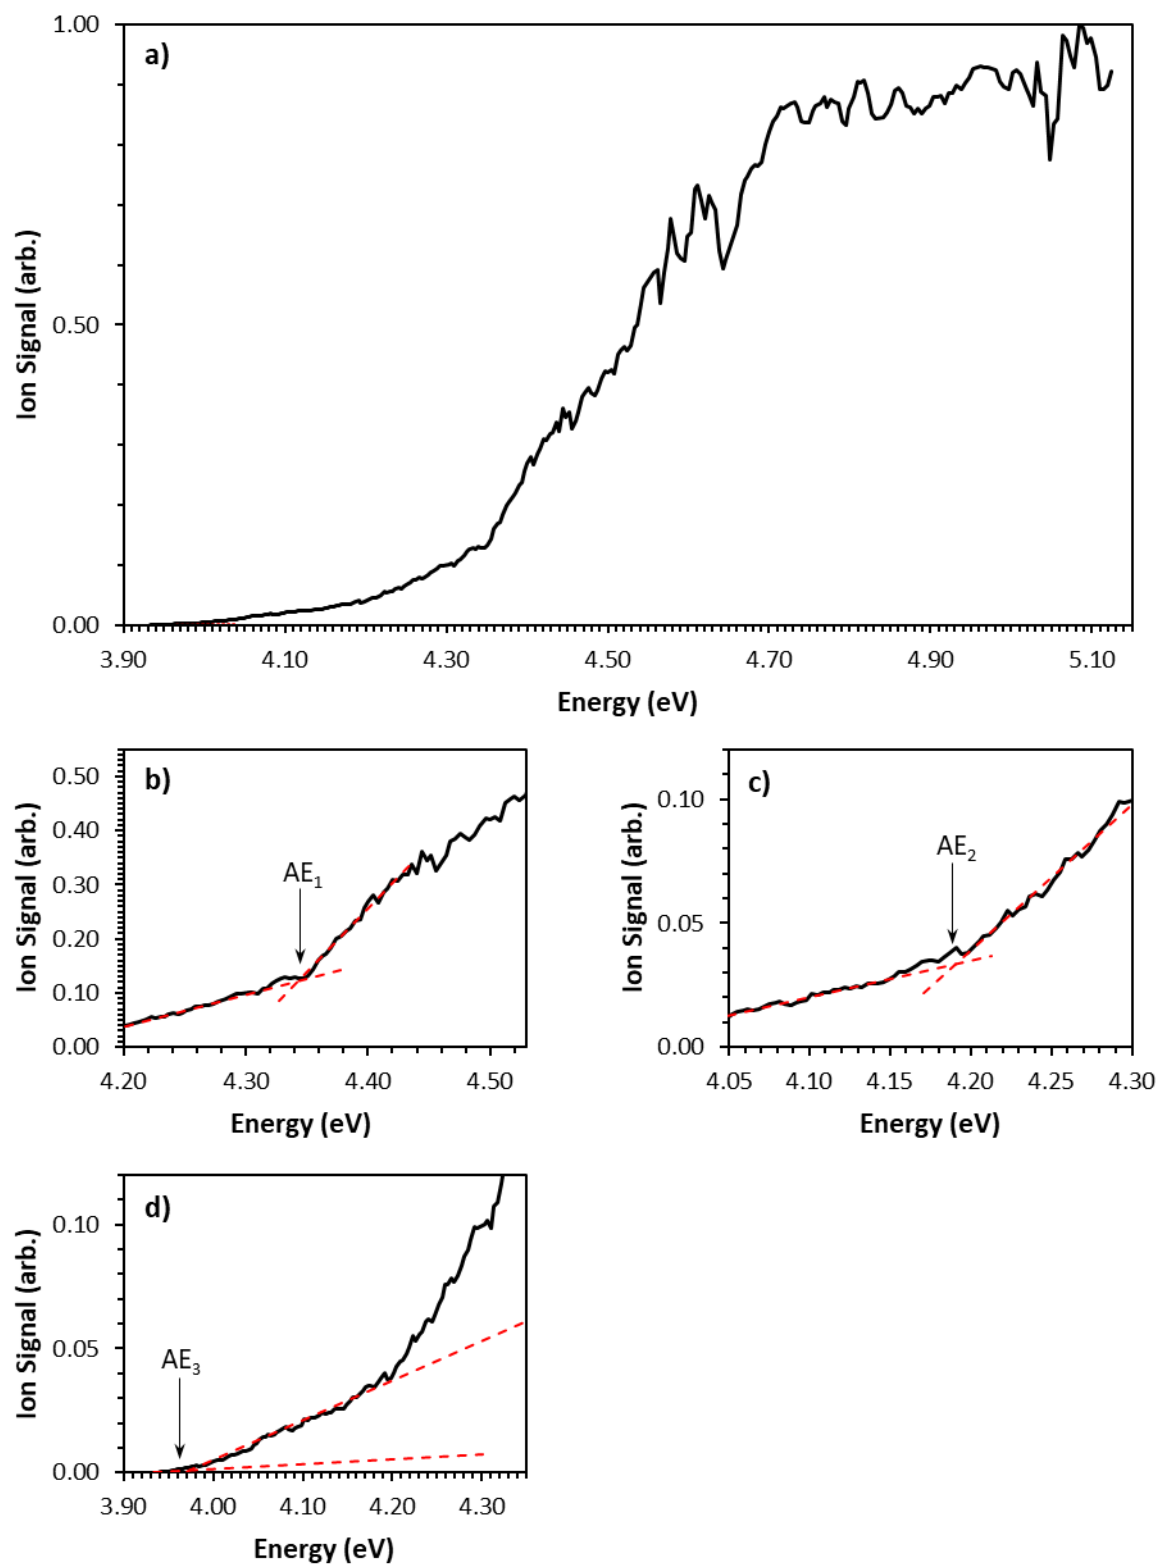 a)
Ion Signal (arb.)
1.00
0.50
0.00
3.90 4.10 4.30 4.50 4.70 4.90 5.10
Energy (eV)
b)
Ion Signal (arb.)
0.50
0.40
0.30
0.20
0.10
0.00
AE₁
4.20 4.30 4.40 4.50
Energy (eV)
c)
Ion Signal (arb.)
0.10
0.05
0.00
AE₂
4.05 4.10 4.15 4.20 4.25 4.30
Energy (eV)
d)
Ion Signal (arb.)
0.10
0.05
0.00
AE₃
3.90 4.00 4.10 4.20 4.30
Energy (eV)